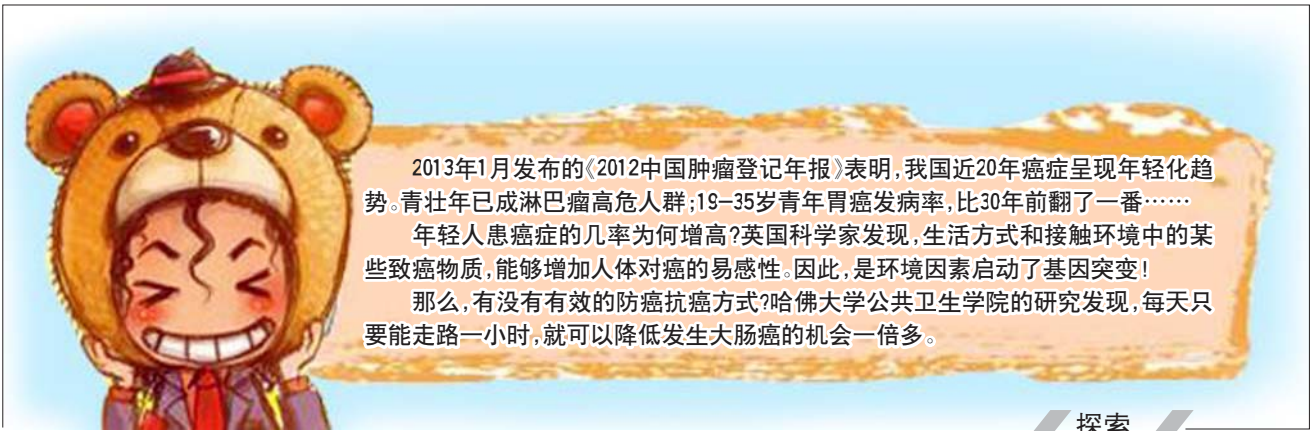 2013年1月发布的《2012中国肿瘤登记年报》表明,我国近20年癌症呈现年轻化趋
势。青壮年已成淋巴瘤高危人群;19—35岁青年胃癌发病率,比30年前翻了一番……
年轻人患癌症的几率为何增高?英国科学家发现,生活方式和接触环境中的某
些致癌物质,能够增加人体对癌的易感性。因此,是环境因素启动了基因突变!
那么,有没有有效的防癌抗癌方式?哈佛大学公共卫生学院的研究发现,每天只
要能走路一小时,就可以降低发生大肠癌的机会一倍多。
探索